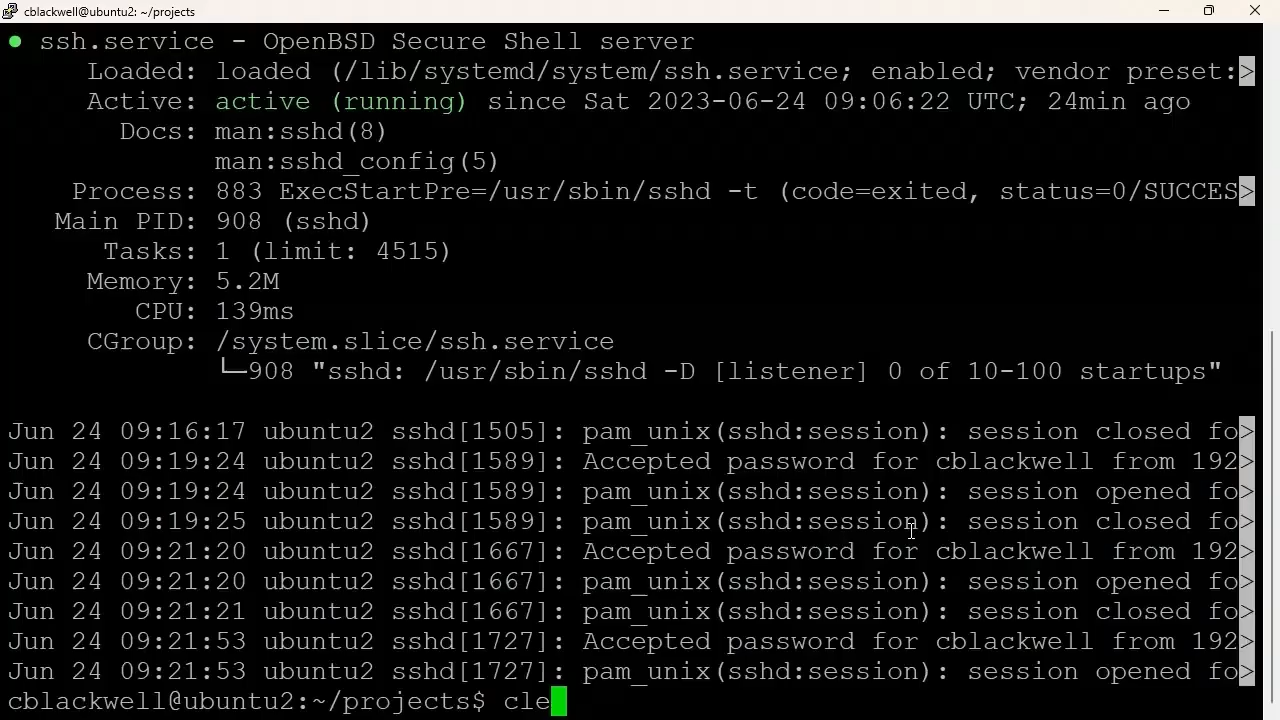 cblackwell@ubuntu2: ~/projects
● ssh.service - OpenBSD Secure Shell server
Loaded: loaded (/lib/systemd/system/ssh.service; enabled; vendor preset:>
Active: active (running) since Sat 2023-06-24 09:06:22 UTC; 24min ago
Docs: man:sshd(8)
man:sshd_config(5)
Process: 883 ExecStartPre=/usr/sbin/sshd -t (code=exited, status=0/SUCCES>
Main PID: 908 (sshd)
Tasks: 1 (limit: 4515)
Memory: 5.2M
CPU: 139ms
CGroup: /system.slice/ssh.service
└─908 "sshd: /usr/sbin/sshd -D [listener] 0 of 10-100 startups"
Jun 24 09:16:17 ubuntu2 sshd[1505]: pam_unix(sshd:session): session closed fo>
Jun 24 09:19:24 ubuntu2 sshd[1589]: Accepted password for cblackwell from 192>
Jun 24 09:19:24 ubuntu2 sshd[1589]: pam_unix(sshd:session): session opened fo>
Jun 24 09:19:25 ubuntu2 sshd[1589]: pam_unix(sshd:session): session closed fo>
Jun 24 09:21:20 ubuntu2 sshd[1667]: Accepted password for cblackwell from 192>
Jun 24 09:21:20 ubuntu2 sshd[1667]: pam_unix(sshd:session): session opened fo>
Jun 24 09:21:21 ubuntu2 sshd[1667]: pam_unix(sshd:session): session closed fo>
Jun 24 09:21:53 ubuntu2 sshd[1727]: Accepted password for cblackwell from 192>
Jun 24 09:21:53 ubuntu2 sshd[1727]: pam_unix(sshd:session): session opened fo>
cblackwell@ubuntu2:~/projects$ cle